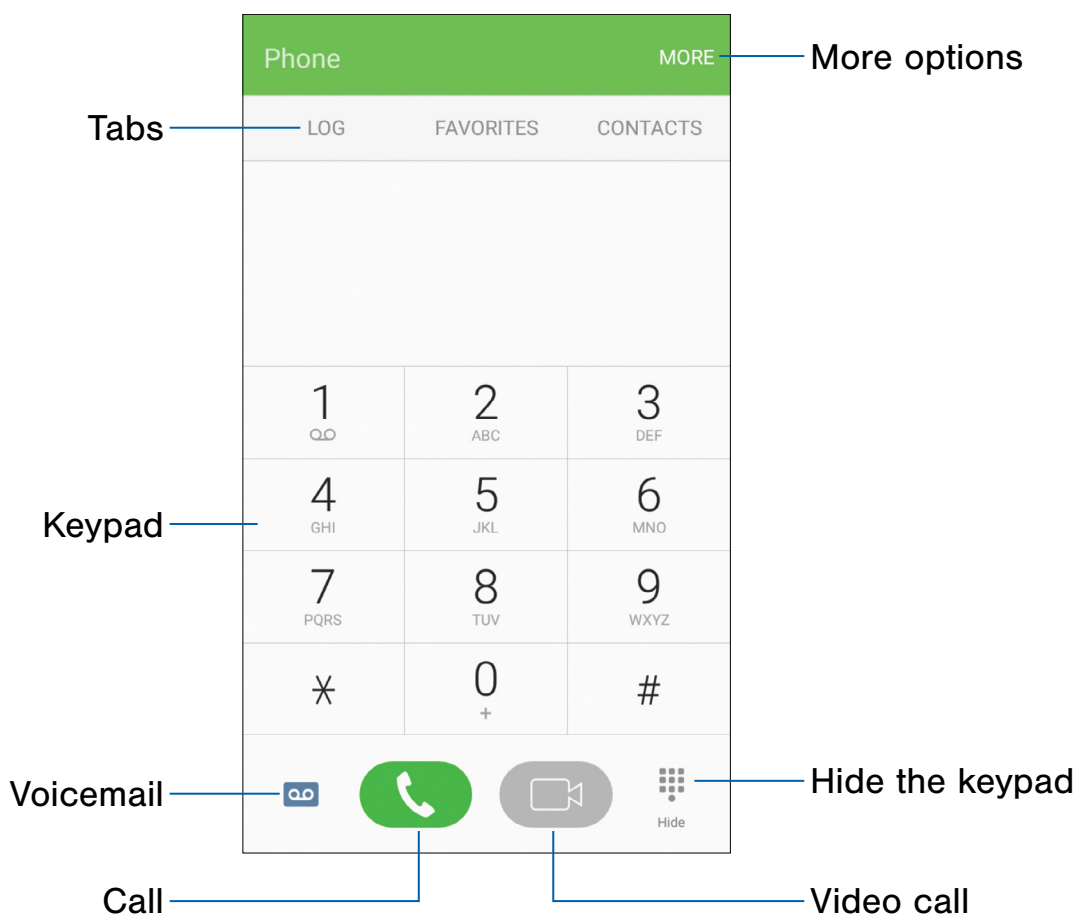 Phone MORE More options
Tabs LOG FAVORITES CONTACTS
1 2 3
ABC DEF
4 5 6
Keypad GHI JKL MNO
7 8 9
PQRS TUV WXYZ
* 0 #
+
Voicemail Hide the keypad
Hide
Call Video call